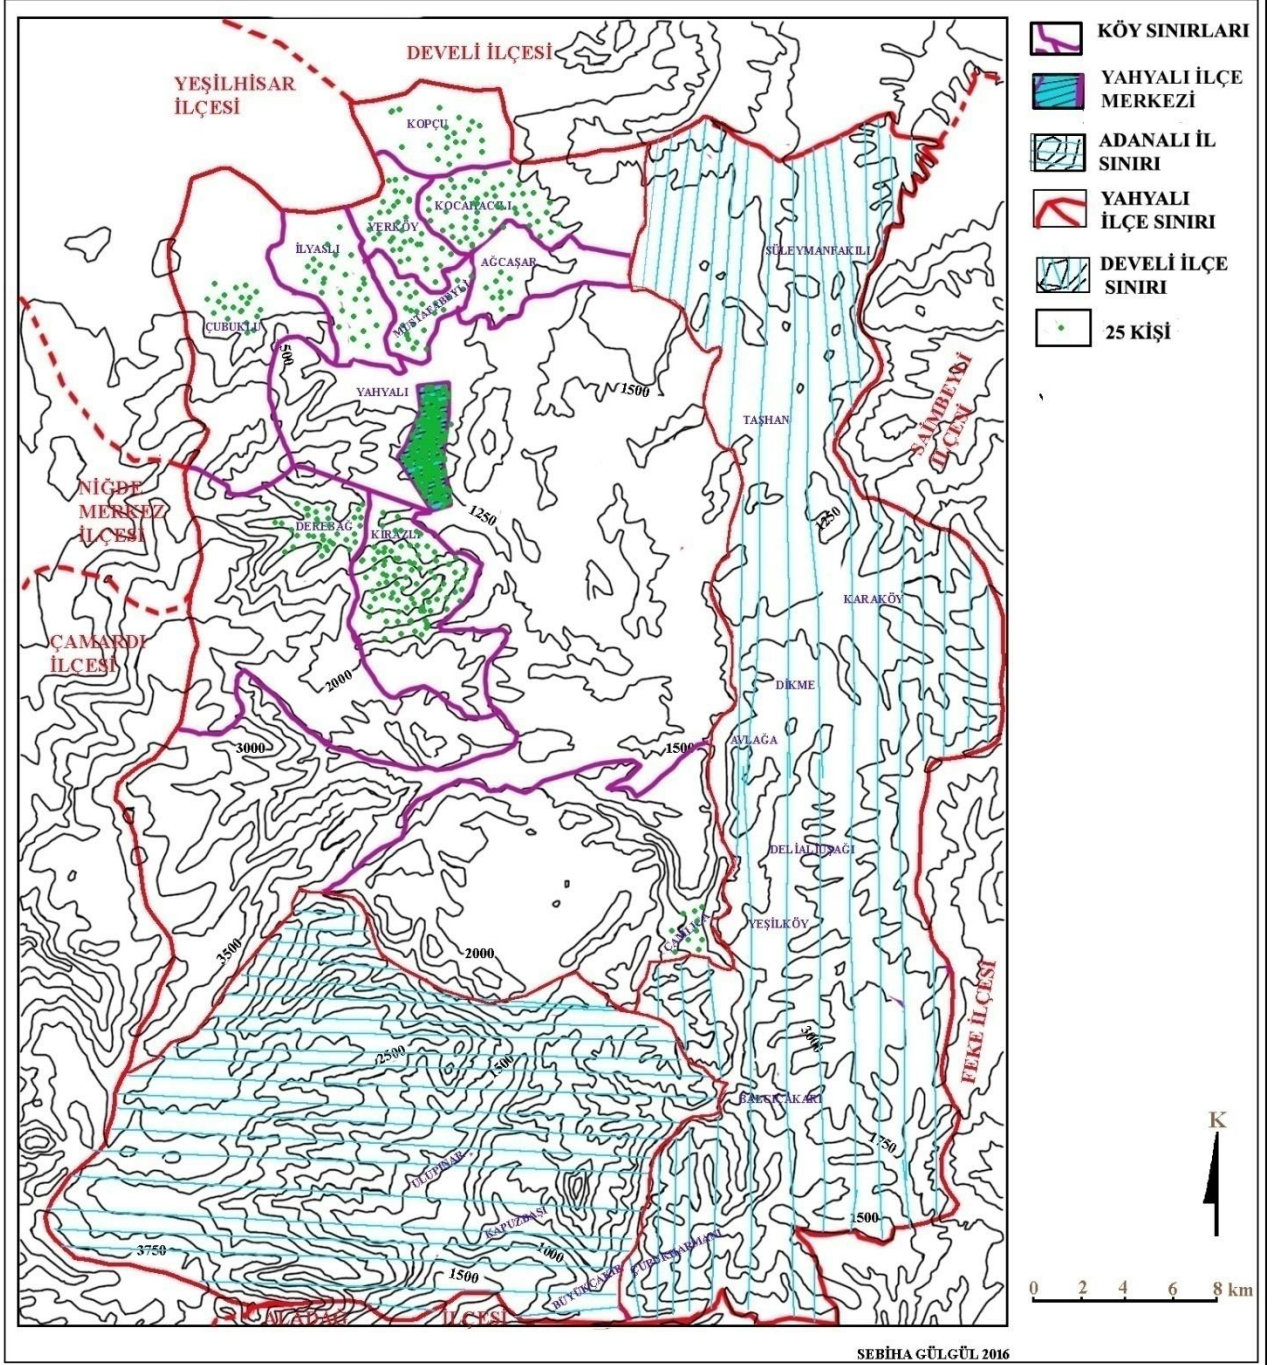 DEVELİ İLÇESİ
YEŞİLHİSAR
İLÇESİ
KOPÇU
KOCAHACILI
YERKÖY
İLYASLI
AĞCAŞAR
SÜLEYMANFAKILI
MUSTAFABEYLİ
ÇUBUKLU
500
YAHYALI
1500
TAŞHAN
SAİMBEYLİ
İLÇESİ
NİĞDE
MERKEZ
İLÇESİ
DEREBAĞ
KİRAZLI
1250
1250
KARAKÖY
ÇAMARDI
İLÇESİ
2000
DİKME
3000
1500
AVLAĞA
DELİALİUŞAĞI
ÇAMLICA
YEŞİLKÖY
3500
2000
FEKE İLÇESİ
2500
1500
3000
BALCIÇAKARI
1750
ULUPINAR
KAPUZBAŞI
1500
3750
1000
1500
BÜYÜKÇAKIR
ÇUBUKHARMANI
ALADAĞ
İLÇESİ
KÖY SINIRLARI
YAHYALI İLÇE
MERKEZİ
ADANALI İL
SINIRI
YAHYALI
İLÇE SINIRI
DEVELİ İLÇE
SINIRI
25 KİŞİ
K
0 2 4 6 8 km
SEBİHA GÜLGÜL 2016